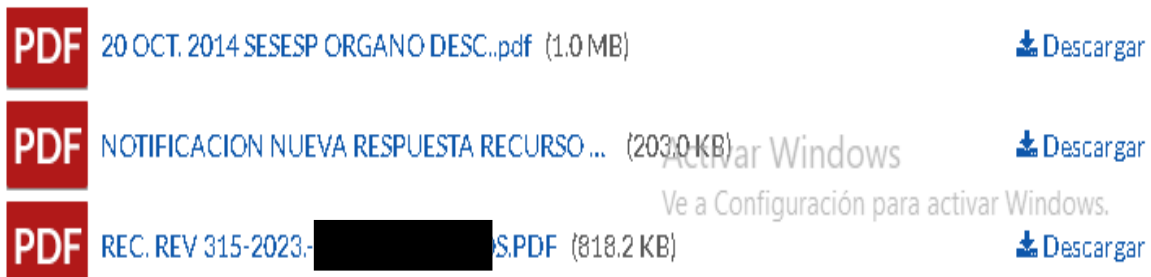 PDF 20 OCT. 2014 SESESP ORGANO DESC..pdf (1.0 MB) Descargar
PDF NOTIFICACION NUEVA RESPUESTA RECURSO ... (203.0 KB) Descargar
Activar Windows
Ve a Configuración para activar Windows.
PDF REC. REV 315-2023.- S.PDF (818.2 KB) Descargar